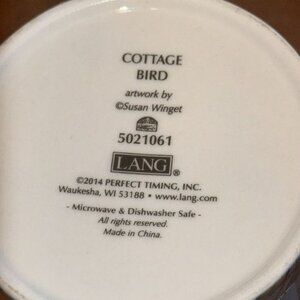 COTTAGE
BIRD
artwork by
©Susan Winget
5021061
LANG®
©2014 PERFECT TIMING, INC.
Waukesha, WI 53188 • www.lang.com
- Microwave & Dishwasher Safe -
All rights reserved.
Made in China.